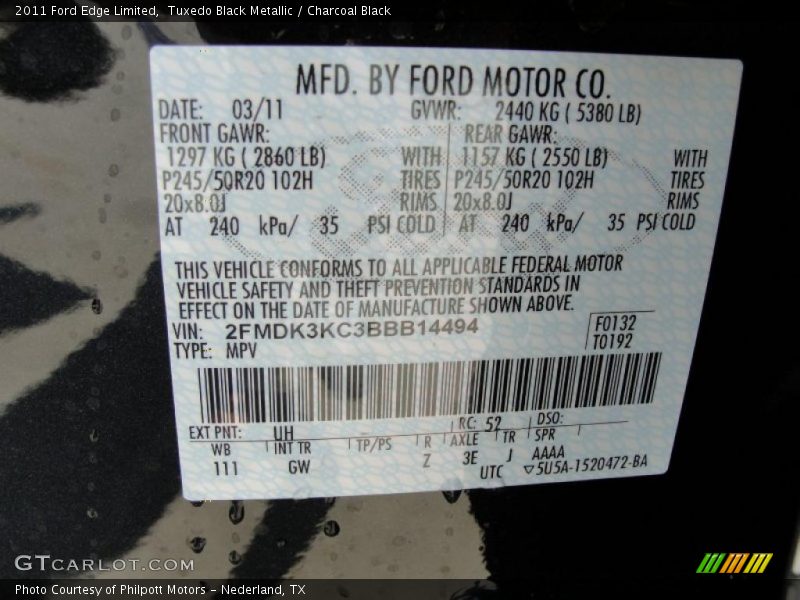 2011 Ford Edge Limited, Tuxedo Black Metallic / Charcoal Black
MFD. BY FORD MOTOR CO.
DATE: 03/11 GVWR: 2440 KG ( 5380 LB)
FRONT GAWR: REAR GAWR:
1297 KG ( 2860 LB) WITH 1157 KG ( 2550 LB) WITH
P245/50R20 102H TIRES P245/50R20 102H TIRES
20x8.0J RIMS 20x8.0J RIMS
AT 240 kPa/ 35 PSI COLD AT 240 kPa/ 35 PSI COLD
THIS VEHICLE CONFORMS TO ALL APPLICABLE FEDERAL MOTOR
VEHICLE SAFETY AND THEFT PREVENTION STANDARDS IN
EFFECT ON THE DATE OF MANUFACTURE SHOWN ABOVE.
VIN: 2FMDK3KC3BBB14494 F0132
TYPE: MPV T0192
EXT PNT: UH RC: 52 DSO:
WB INT TR TP/PS R AXLE TR SPR
111 GW Z 3E J AAAA
UTC ▽5U5A-1520472-BA
GTCARLOT.COM
Photo Courtesy of Philpott Motors - Nederland, TX